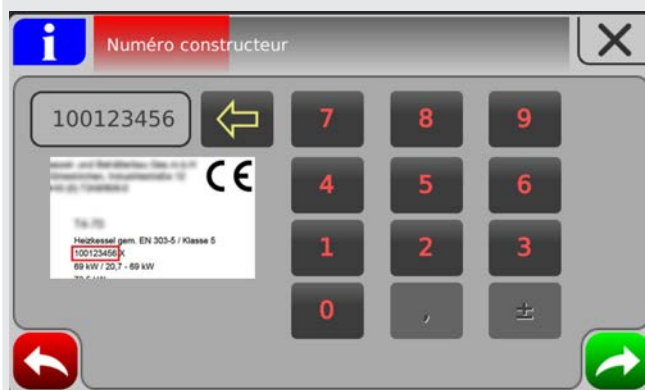 i
Numéro constructeur
X
100123456
7 8 9
4 5 6
1 2 3
0 , ±
CE
Heizkessel gem. EN 303-5 / Klasse 5
100123456 X
69 kW / 20,7 - 69 kW